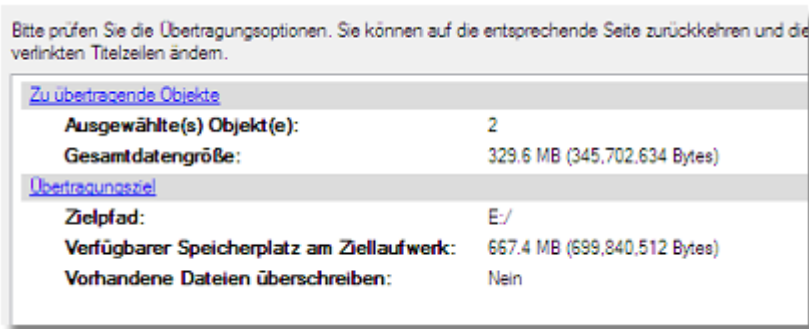 Bitte prüfen Sie die Übertragungsoptionen. Sie können auf die entsprechende Seite zurückkehren und die
verlinkten Titelzeilen ändern.
Zu übertragende Objekte
Ausgewählte(s) Objekt(e): 2
Gesamtdatengröße: 329.6 MB (345,702,634 Bytes)
Übertragungsziel
Zielpfad: E:/
Verfügbarer Speicherplatz am Ziellaufwerk: 667.4 MB (699,840,512 Bytes)
Vorhandene Dateien überschreiben: Nein